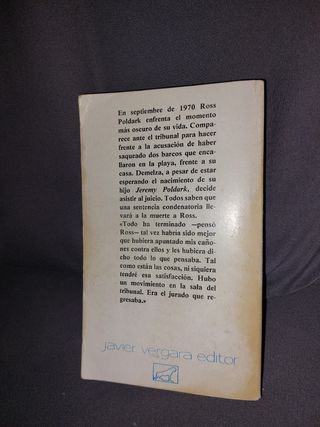 En septiembre de 1970 Ross
Poldark enfrenta el momento
más oscuro de su vida. Compa-
rece ante el tribunal para hacer
frente a la acusación de haber
saqueado dos barcos que enca-
llaron en la playa, frente a su
casa. Demelza, a pesar de estar
esperando el nacimiento de su
hijo Jeremy Poldark, decide
asistir al juicio. Todos saben que
una sentencia condenatoria lle-
vará a la muerte a Ross.
«Todo ha terminado —pensó
Ross— tal vez habría sido mejor
que hubiera apuntado mis caño-
nes contra ellos y les hubiera di-
cho todo lo que pensaba. Tal
como están las cosas, ni siquiera
tendré esa satisfacción. Hubo
un movimiento en la sala del
tribunal. Era el jurado que re-
gresaba.»
javier vergara editor